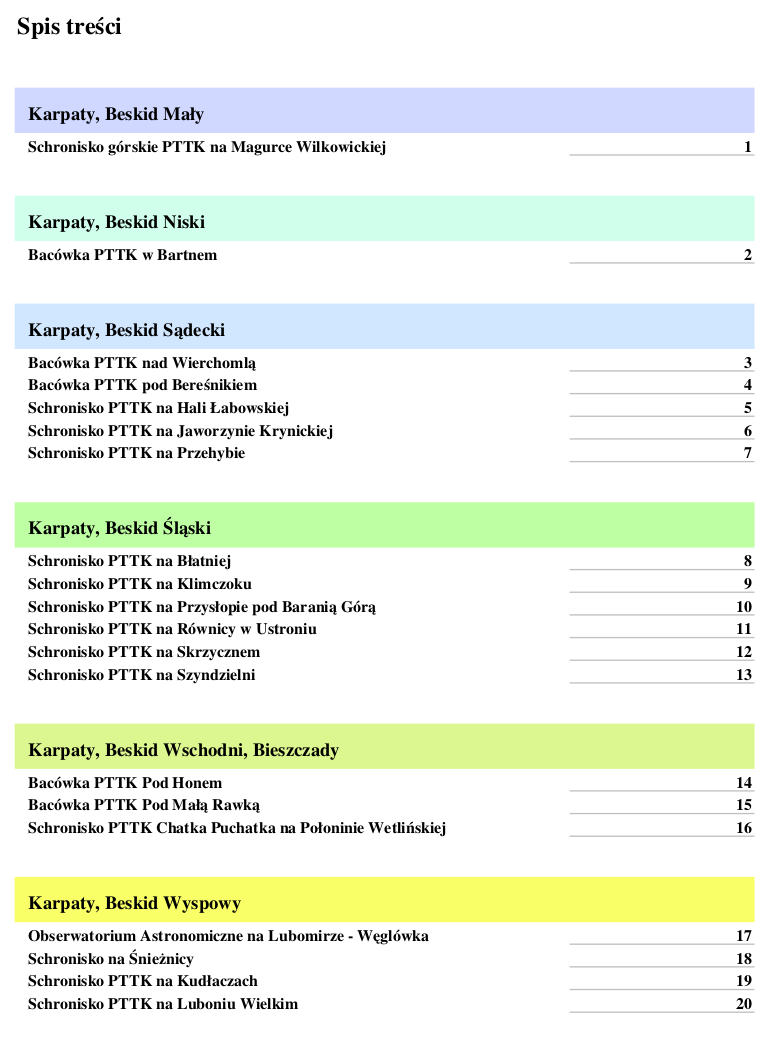 Spis treści
Karpaty, Beskid Mały
Schronisko górskie PTTK na Magurce Wilkowickiej 1
Karpaty, Beskid Niski
Bacówka PTTK w Bartnem 2
Karpaty, Beskid Sądecki
Bacówka PTTK nad Wierchomlą 3
Bacówka PTTK pod Bereśnikiem 4
Schronisko PTTK na Hali Łabowskiej 5
Schronisko PTTK na Jaworzynie Krynickiej 6
Schronisko PTTK na Przehybie 7
Karpaty, Beskid Śląski
Schronisko PTTK na Błatniej 8
Schronisko PTTK na Klimczoku 9
Schronisko PTTK na Przysłopie pod Baranią Górą 10
Schronisko PTTK na Równicy w Ustroniu 11
Schronisko PTTK na Skrzycznem 12
Schronisko PTTK na Szyndzielni 13
Karpaty, Beskid Wschodni, Bieszczady
Bacówka PTTK Pod Honem 14
Bacówka PTTK Pod Małą Rawką 15
Schronisko PTTK Chatka Puchatka na Połoninie Wetlińskiej 16
Karpaty, Beskid Wyspowy
Obserwatorium Astronomiczne na Lubomirze - Węglówka 17
Schronisko na Śnieżnicy 18
Schronisko PTTK na Kudłaczach 19
Schronisko PTTK na Luboniu Wielkim 20